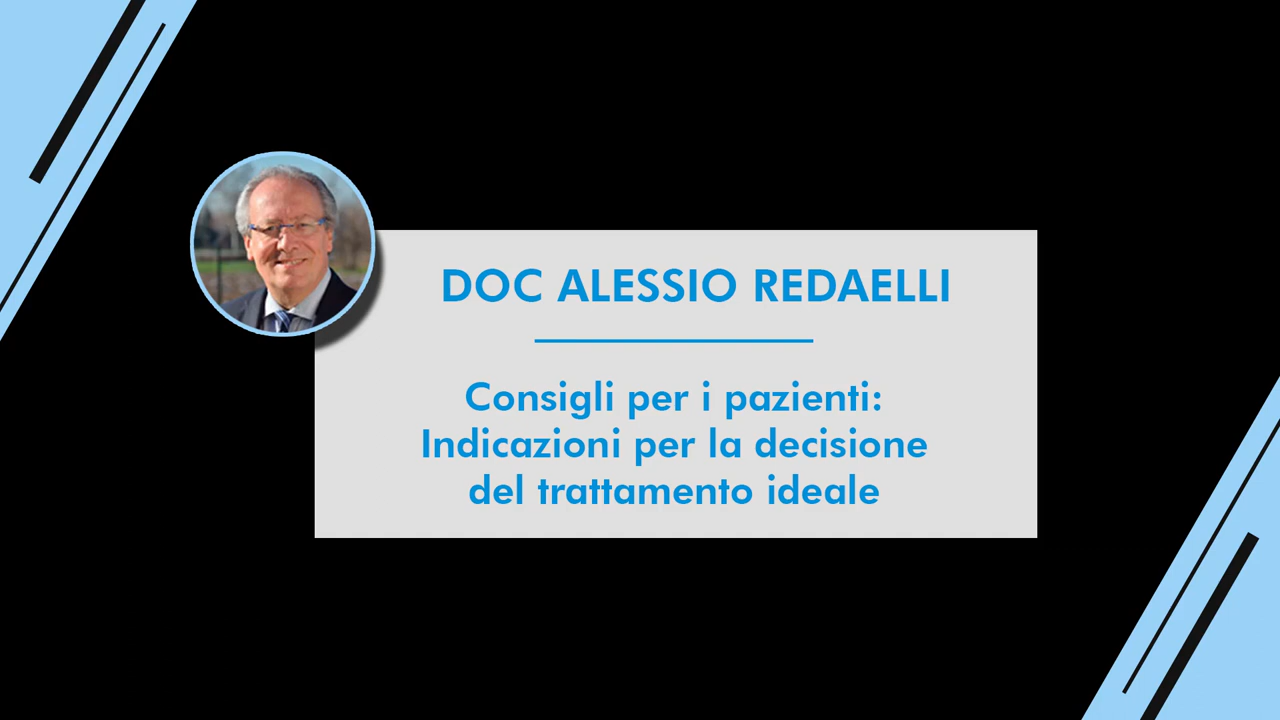 DOC ALESSIO REDAELLI
Consigli per i pazienti:
Indicazioni per la decisione
del trattamento ideale